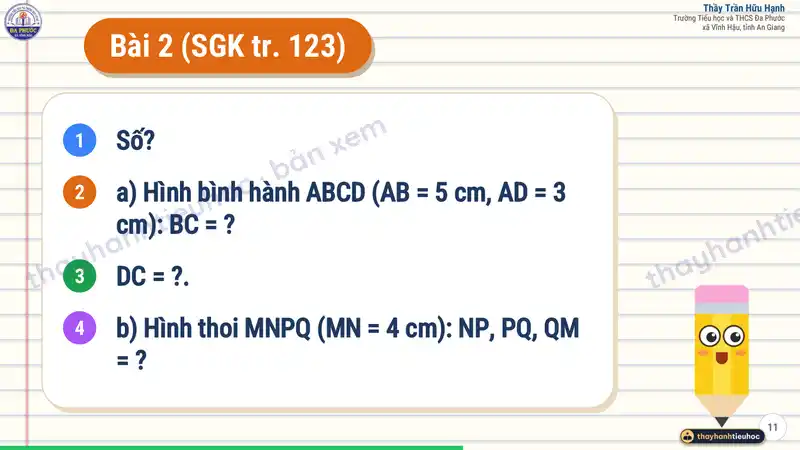 Thầy Trần Hữu Hạnh
Trường Tiểu học và THCS Đa Phước
xã Vĩnh Hậu, tỉnh An Giang
ĐA PHƯỚC
Bài 2 (SGK tr. 123)
1 Số?
2 a) Hình bình hành ABCD (AB = 5 cm, AD = 3
cm): BC = ?
3 DC = ?.
4 b) Hình thoi MNPQ (MN = 4 cm): NP, PQ, QM
= ?
thayhanhtieuhoc
11